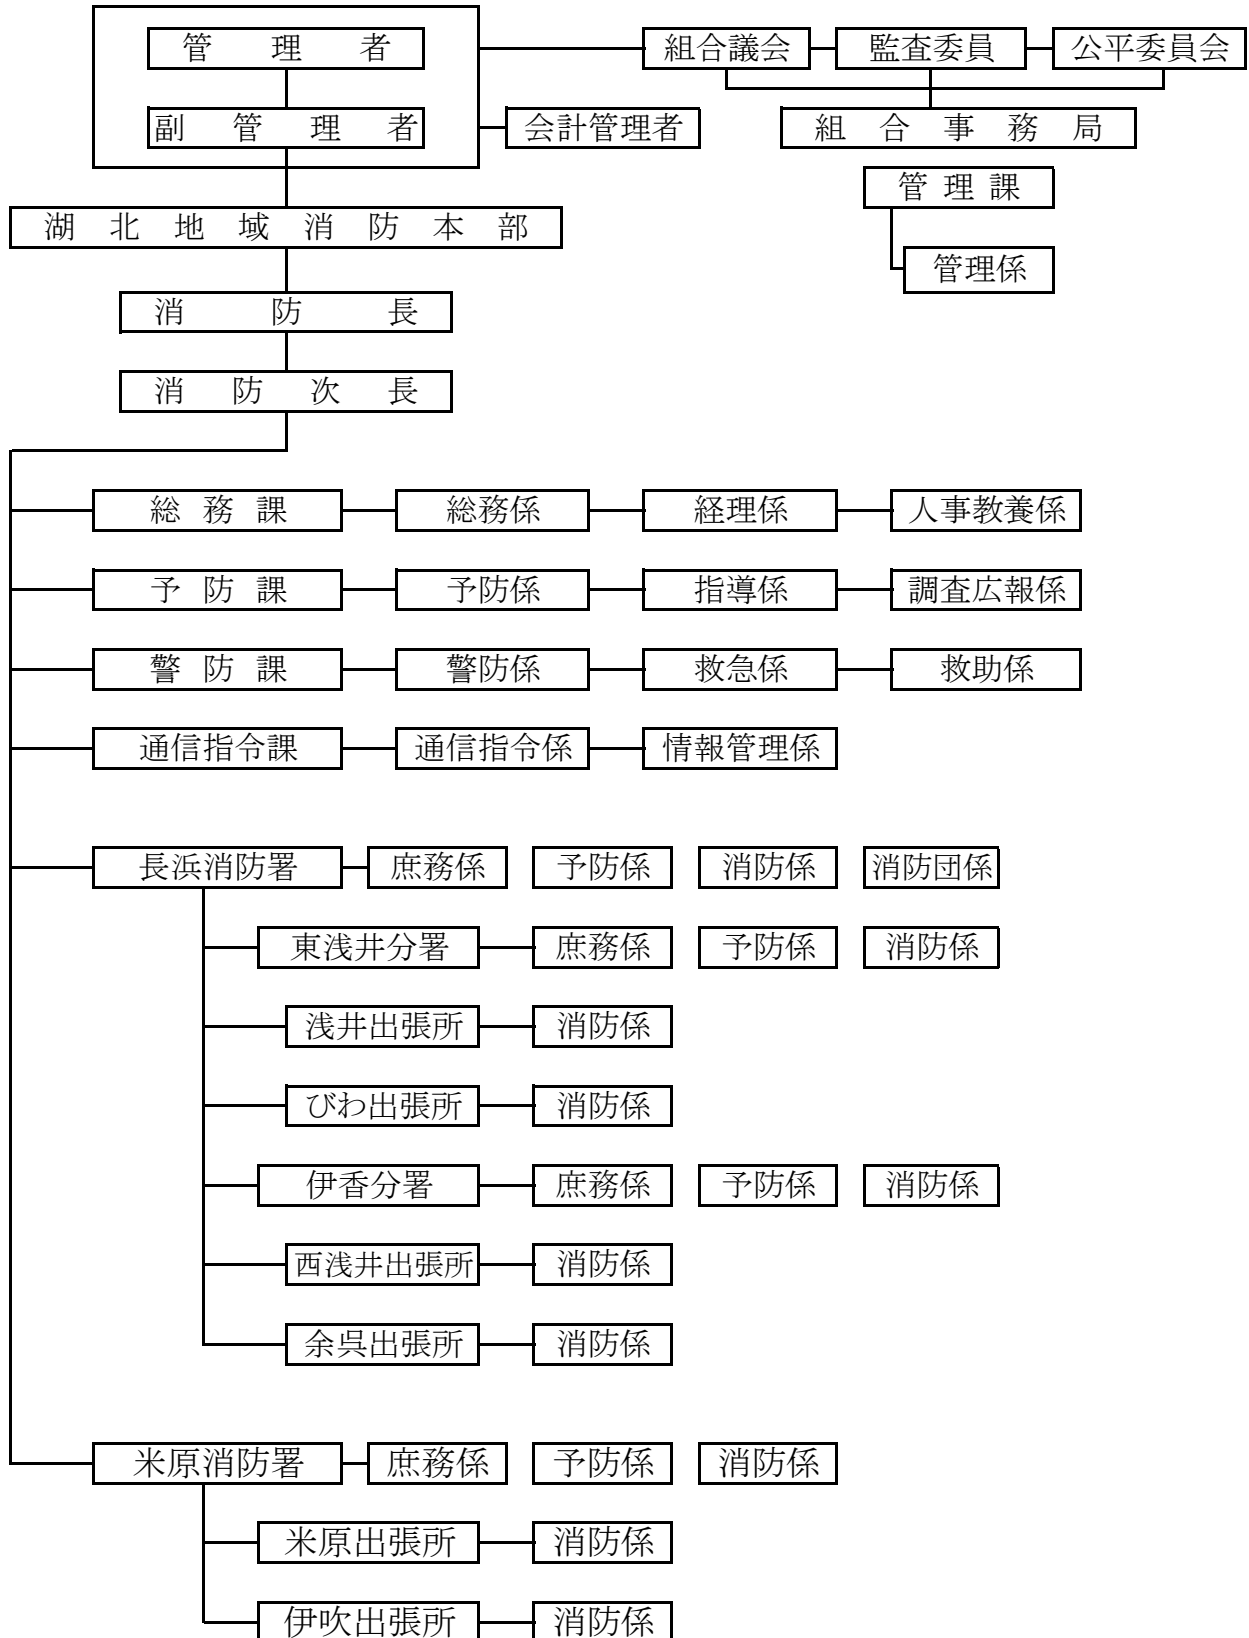 管理者 組合議会 監査委員 公平委員会
副管理者 会計管理者 組合事務局
管理課
湖北地域消防本部
管理係
消防長
消防次長
総務課 総務係 経理係 人事教養係
予防課 予防係 指導係 調査広報係
警防課 警防係 救急係 救助係
通信指令課 通信指令係 情報管理係
長浜消防署 庶務係 予防係 消防係 消防団係
東浅井分署 庶務係 予防係 消防係
浅井出張所 消防係
びわ出張所 消防係
伊香分署 庶務係 予防係 消防係
西浅井出張所 消防係
余呉出張所 消防係
米原消防署 庶務係 予防係 消防係
米原出張所 消防係
伊吹出張所 消防係